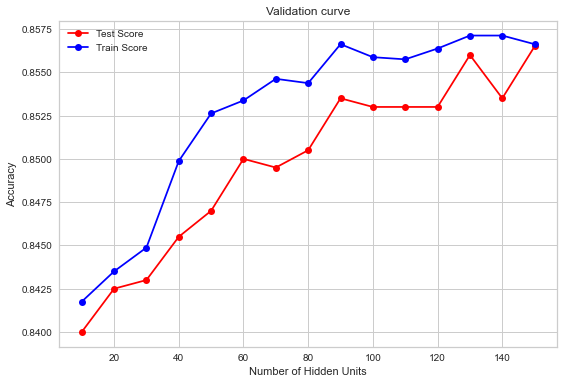 Validation curve
Test Score
Train Score
0.8575
0.8550
0.8525
0.8500
0.8475
0.8450
0.8425
0.8400
Accuracy
20 40 60 80 100 120 140
Number of Hidden Units